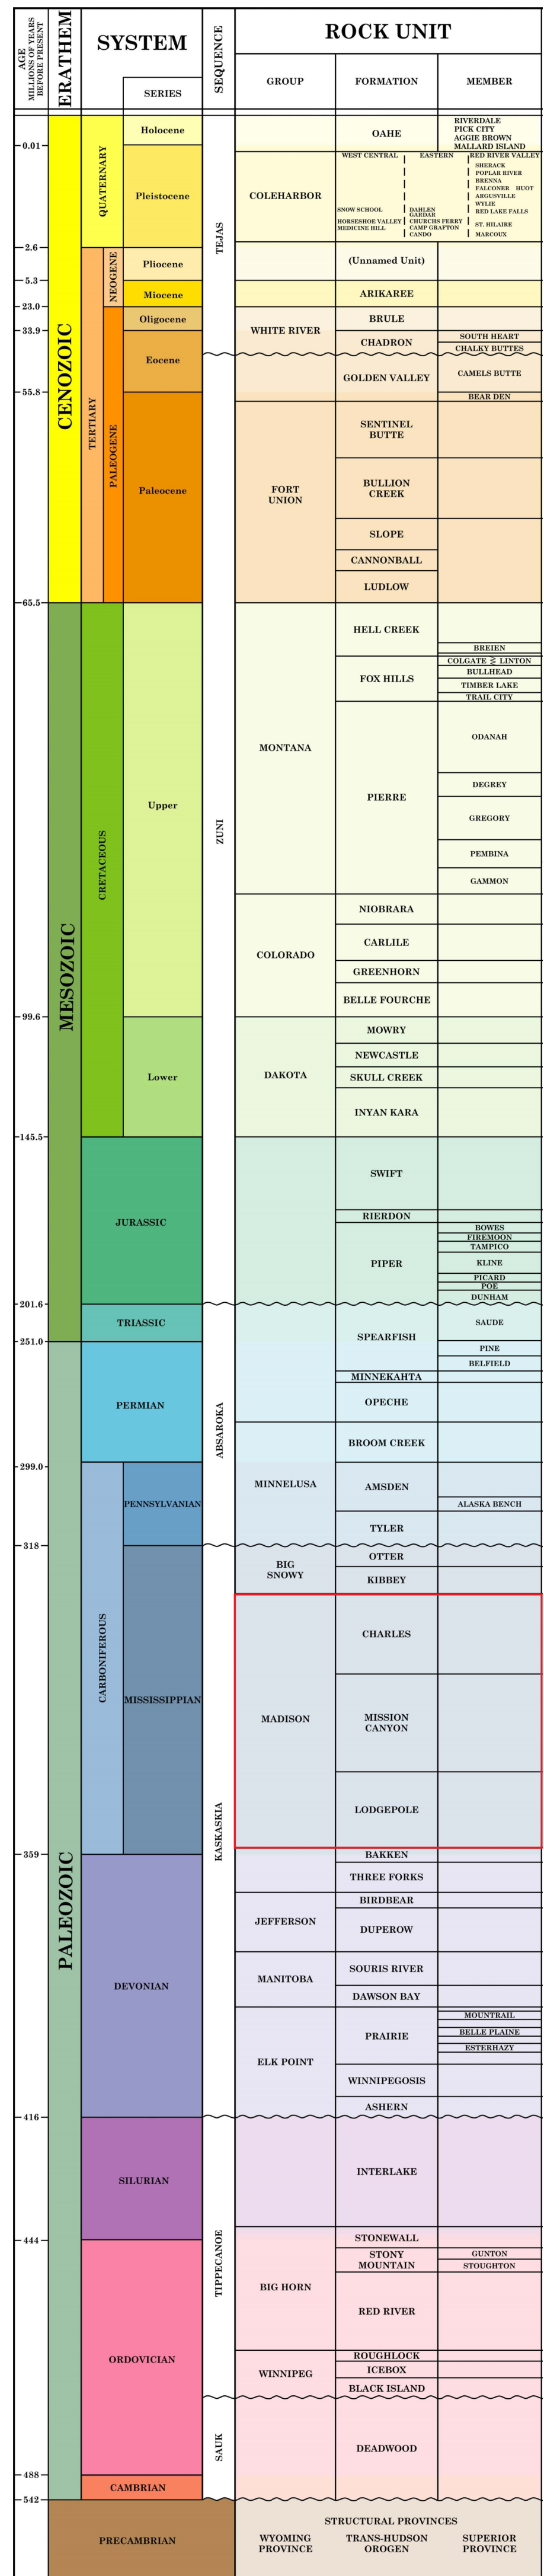 AGE
MILLIONS OF YEARS
BEFORE PRESENT
ERATHEM
SYSTEM
SERIES
SEQUENCE
ROCK UNIT
GROUP
FORMATION
MEMBER
0.01
2.6
5.3
23.0
33.9
55.8
65.5
99.6
145.5
201.6
251.0
299.0
318
359
416
444
488
542
CENOZOIC
MESOZOIC
PALEOZOIC
QUATERNARY
TERTIARY
NEOGENE
PALEOGENE
CRETACEOUS
JURASSIC
TRIASSIC
PERMIAN
CARBONIFEROUS
DEVONIAN
SILURIAN
ORDOVICIAN
CAMBRIAN
PRECAMBRIAN
Holocene
Pleistocene
Pliocene
Miocene
Oligocene
Eocene
Paleocene
Upper
Lower
PENNSYLVANIAN
MISSISSIPPIAN
TEJAS
ZUNI
ABSAROKA
KASKASKIA
TIPPECANOE
SAUK
COLEHARBOR
WHITE RIVER
FORT
UNION
MONTANA
COLORADO
DAKOTA
MINNELUSA
BIG
SNOWY
MADISON
JEFFERSON
MANITOBA
ELK POINT
BIG HORN
WINNIPEG
OAHE
RIVERDALE
PICK CITY
AGGIE BROWN
MALLARD ISLAND
WEST CENTRAL
EASTERN
RED RIVER VALLEY
SNOW SCHOOL
HORSESHOE VALLEY
MEDICINE HILL
DAHLEN
GARDAR
CHURCHS FERRY
CAMP GRAFTON
CANDO
SHERACK
POPLAR RIVER
BRENNA
FALCONER HUOT
ARGUSVILLE
WYLIE
RED LAKE FALLS
ST. HILAIRE
MARCOUX
(Unnamed Unit)
ARIKAREE
BRULE
CHADRON
SOUTH HEART
CHALKY BUTTES
GOLDEN VALLEY
CAMELS BUTTE
BEAR DEN
SENTINEL
BUTTE
BULLION
CREEK
SLOPE
CANNONBALL
LUDLOW
HELL CREEK
BREIEN
FOX HILLS
COLGATE LINTON
BULLHEAD
TIMBER LAKE
TRAIL CITY
PIERRE
ODANAH
DEGREY
GREGORY
PEMBINA
GAMMON
NIOBRARA
CARLILE
GREENHORN
BELLE FOURCHE
MOWRY
NEWCASTLE
SKULL CREEK
INYAN KARA
SWIFT
RIERDON
PIPER
BOWES
FIREMOON
TAMPICO
KLINE
PICARD
POE
DUNHAM
SPEARFISH
SAUDE
PINE
BELFIELD
MINNEKAHTA
OPECHE
BROOM CREEK
AMSDEN
ALASKA BENCH
TYLER
OTTER
KIBBEY
CHARLES
MISSION
CANYON
LODGEPOLE
BAKKEN
THREE FORKS
BIRDBEAR
DUPEROW
SOURIS RIVER
DAWSON BAY
PRAIRIE
MOUNTRAIL
BELLE PLAINE
ESTERHAZY
WINNIPEGOSIS
ASHERN
INTERLAKE
STONEWALL
STONY
MOUNTAIN
GUNTON
STOUGHTON
RED RIVER
ROUGHLOCK
ICEBOX
BLACK ISLAND
DEADWOOD
STRUCTURAL PROVINCES
WYOMING
PROVINCE
TRANS-HUDSON
OROGEN
SUPERIOR
PROVINCE